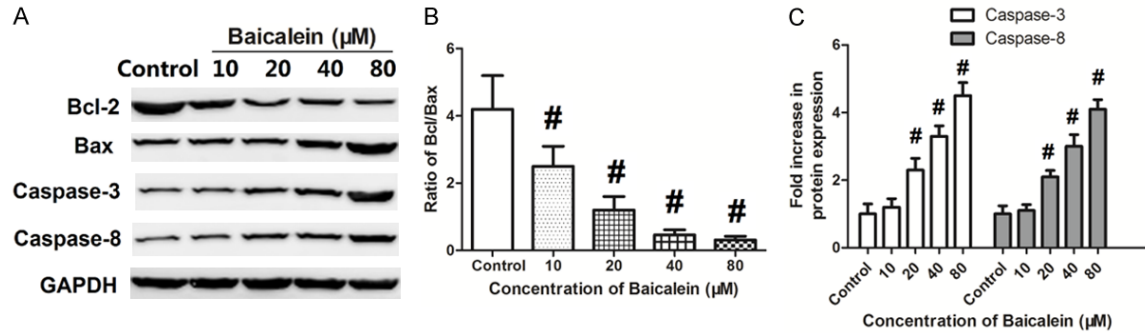 A
Baicalein (μM)
Control 10 20 40 80
Bcl-2
Bax
Caspase-3
Caspase-8
GAPDH
B
Ratio of Bcl/Bax
6
4
2
0
# # # #
Control 10 20 40 80
Concentration of Baicalein (μM)
C
Caspase-3
Caspase-8
Fold increase in
protein expression
6
4
2
0
# # # # # #
Control 10 20 40 80 Control 10 20 40 80
Concentration of Baicalein (μM)